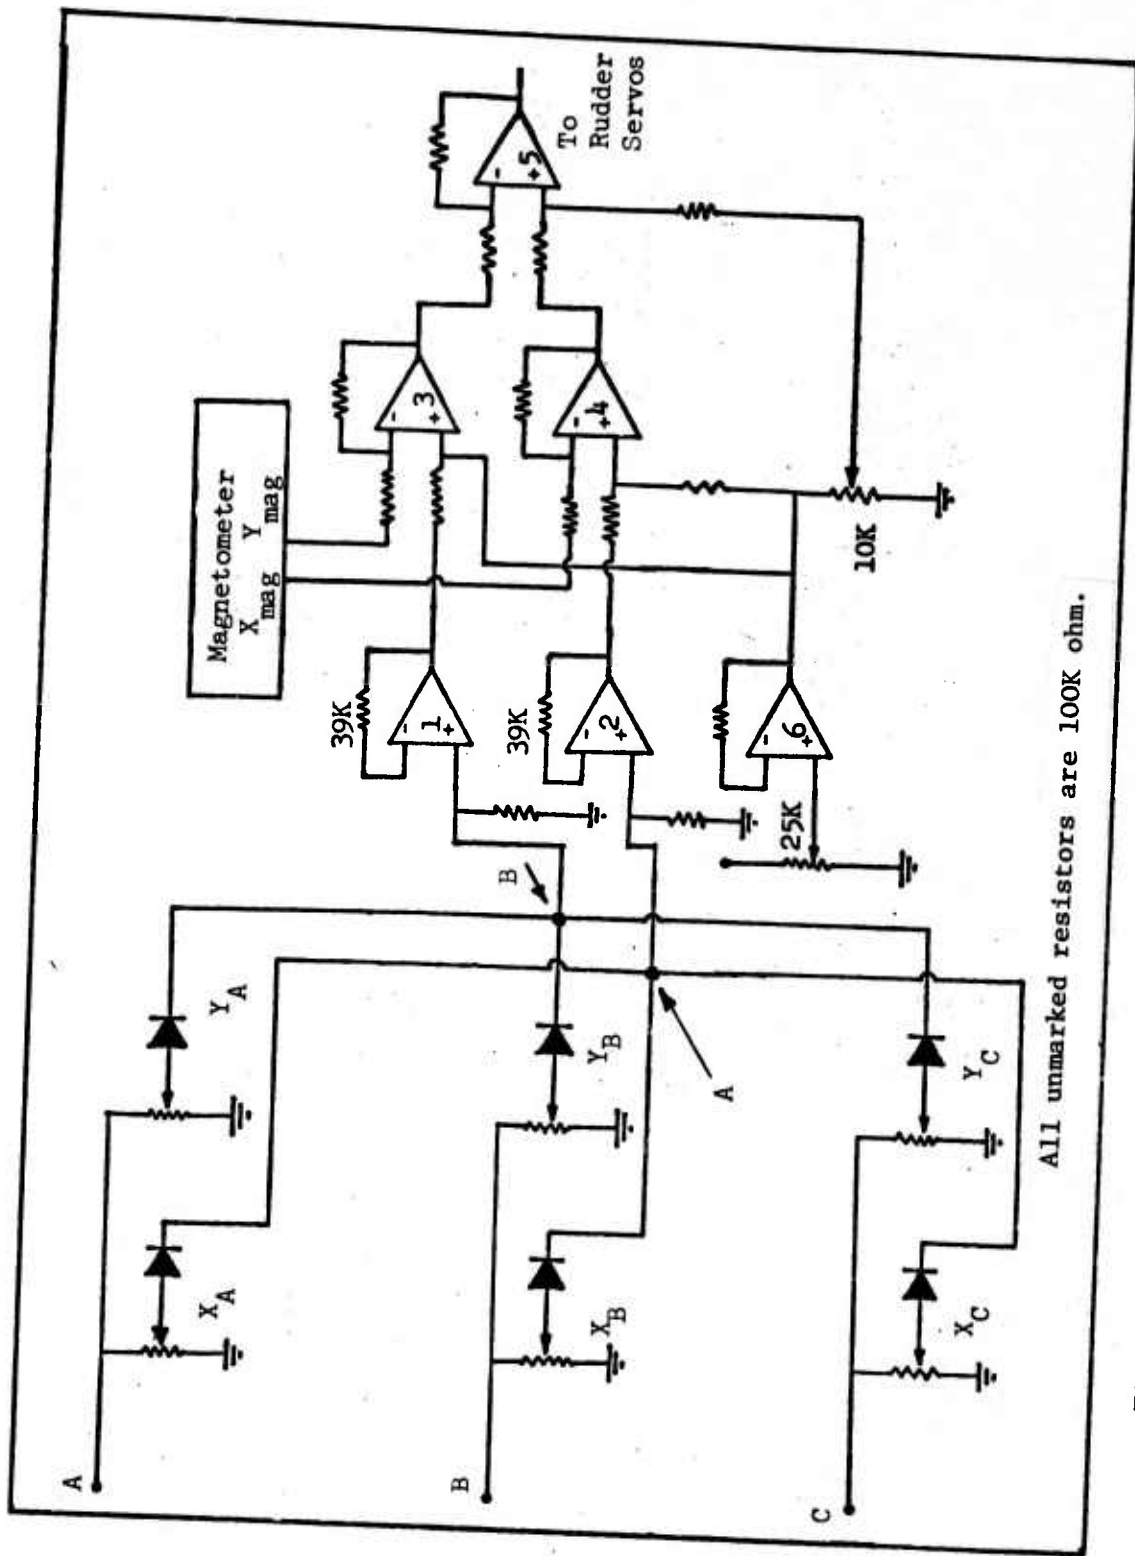 Magnetometer
X mag Y mag
A
X A
Y A
39K
- 1 +
- 3 +
- +5
To
Rudder
Servos
B
B
X B
Y B
A
39K
- 2 +
- +4
25K
- +6
10K
C
X C
Y C
All unmarked resistors are 100K ohm.